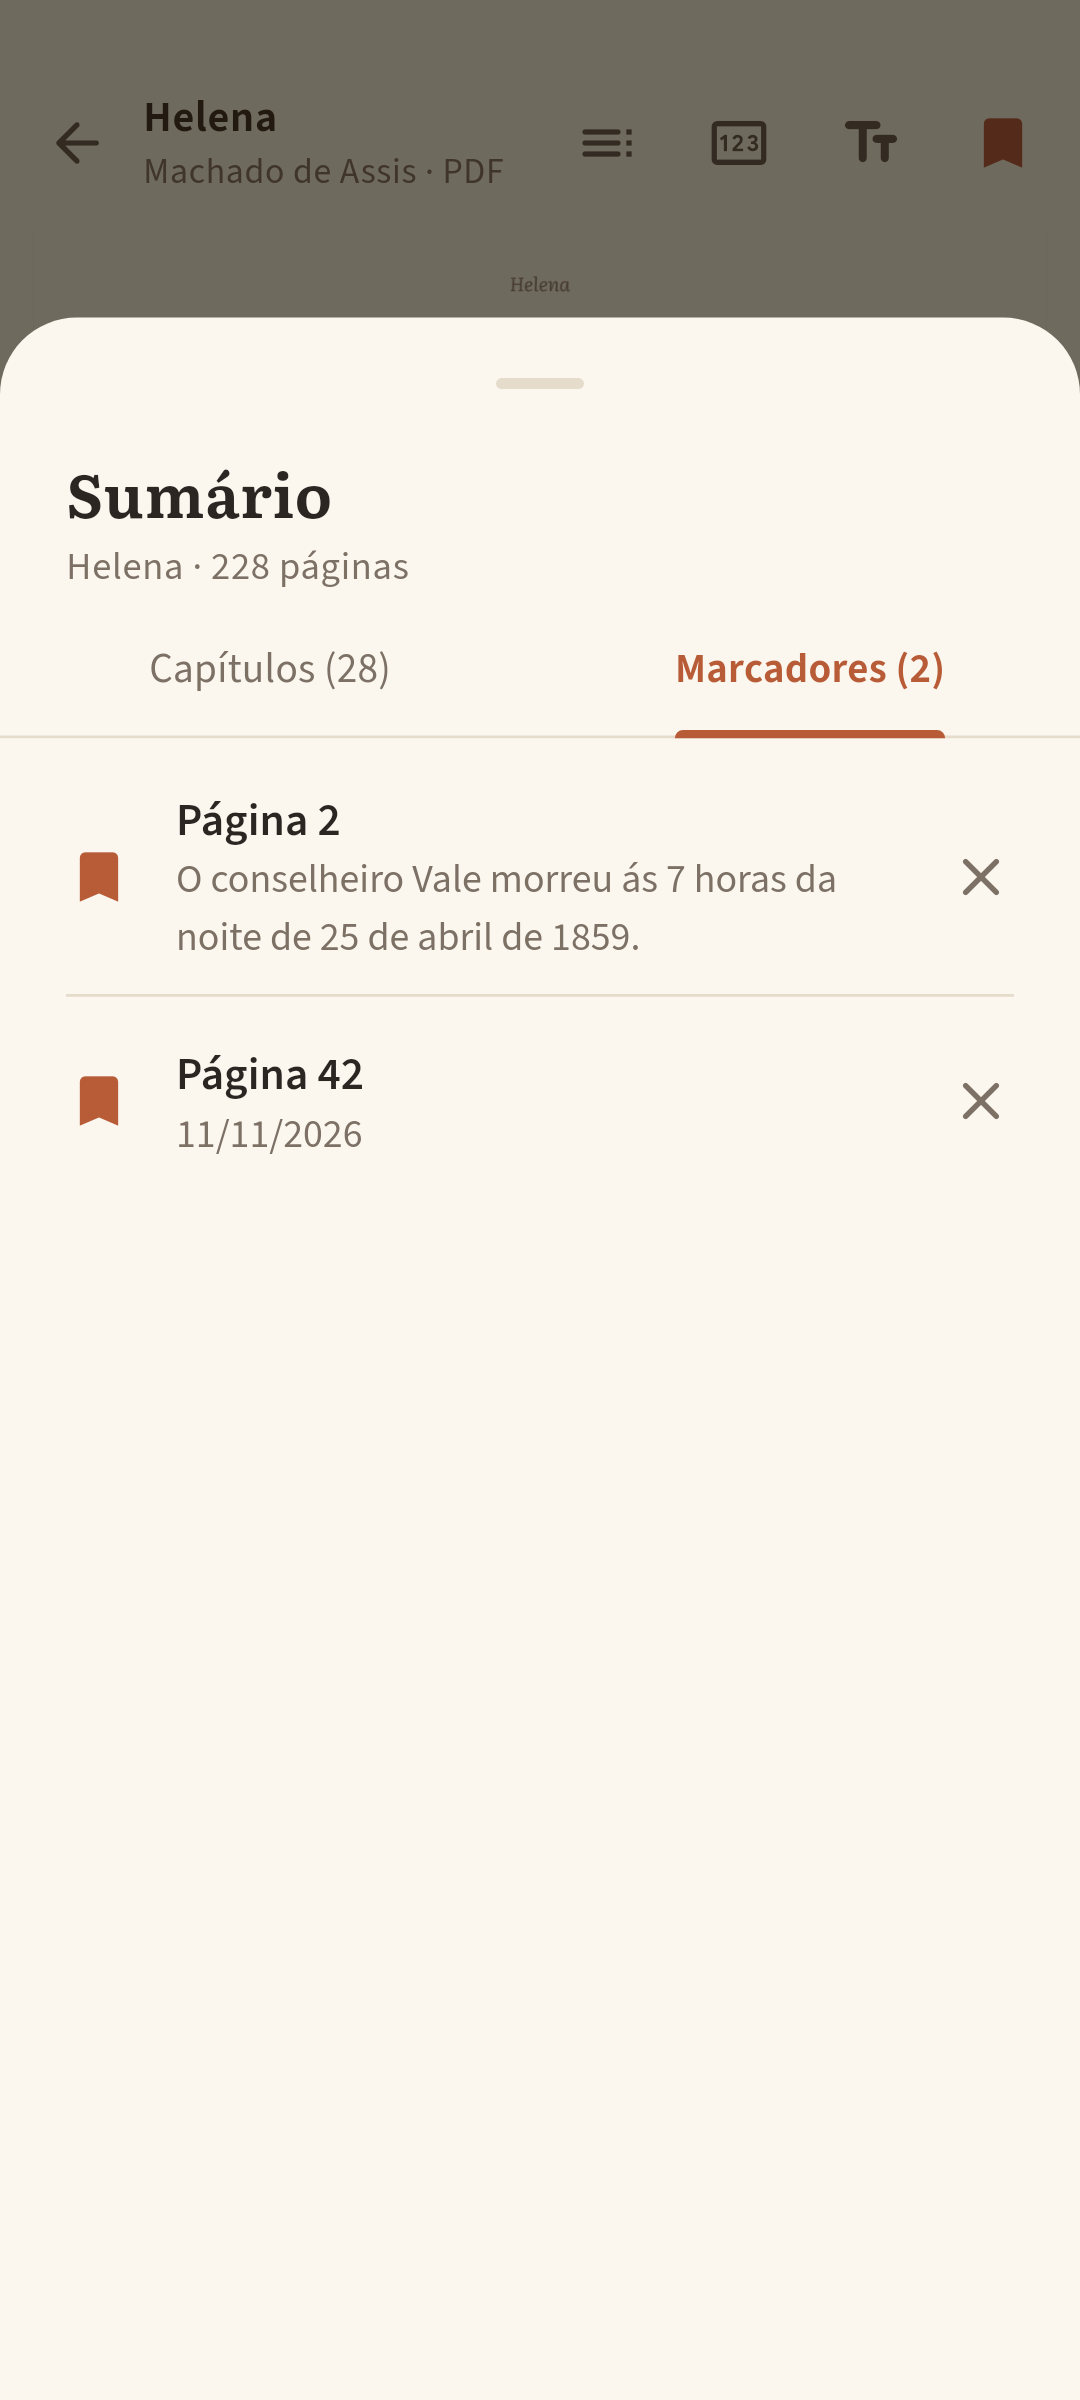 Helena
Machado de Assis · PDF
123
Helena
Sumário
Helena · 228 páginas
Capítulos (28)
Marcadores (2)
Página 2
O conselheiro Vale morreu ás 7 horas da
noite de 25 de abril de 1859.
Página 42
11/11/2026